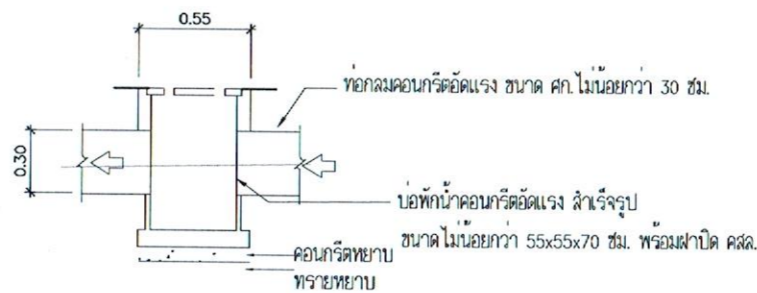 0.55
ท่อกลมคอนกรีตอัดแรง ขนาด ศก.ไม่น้อยกว่า 30 ซม.
0.30
บ่อพักน้ำคอนกรีตอัดแรง สำเร็จรูป
ขนาดไม่น้อยกว่า 55x55x70 ซม. พร้อมฝาปิด คสล.
คอนกรีตหยาบ
ทรายหยาบ